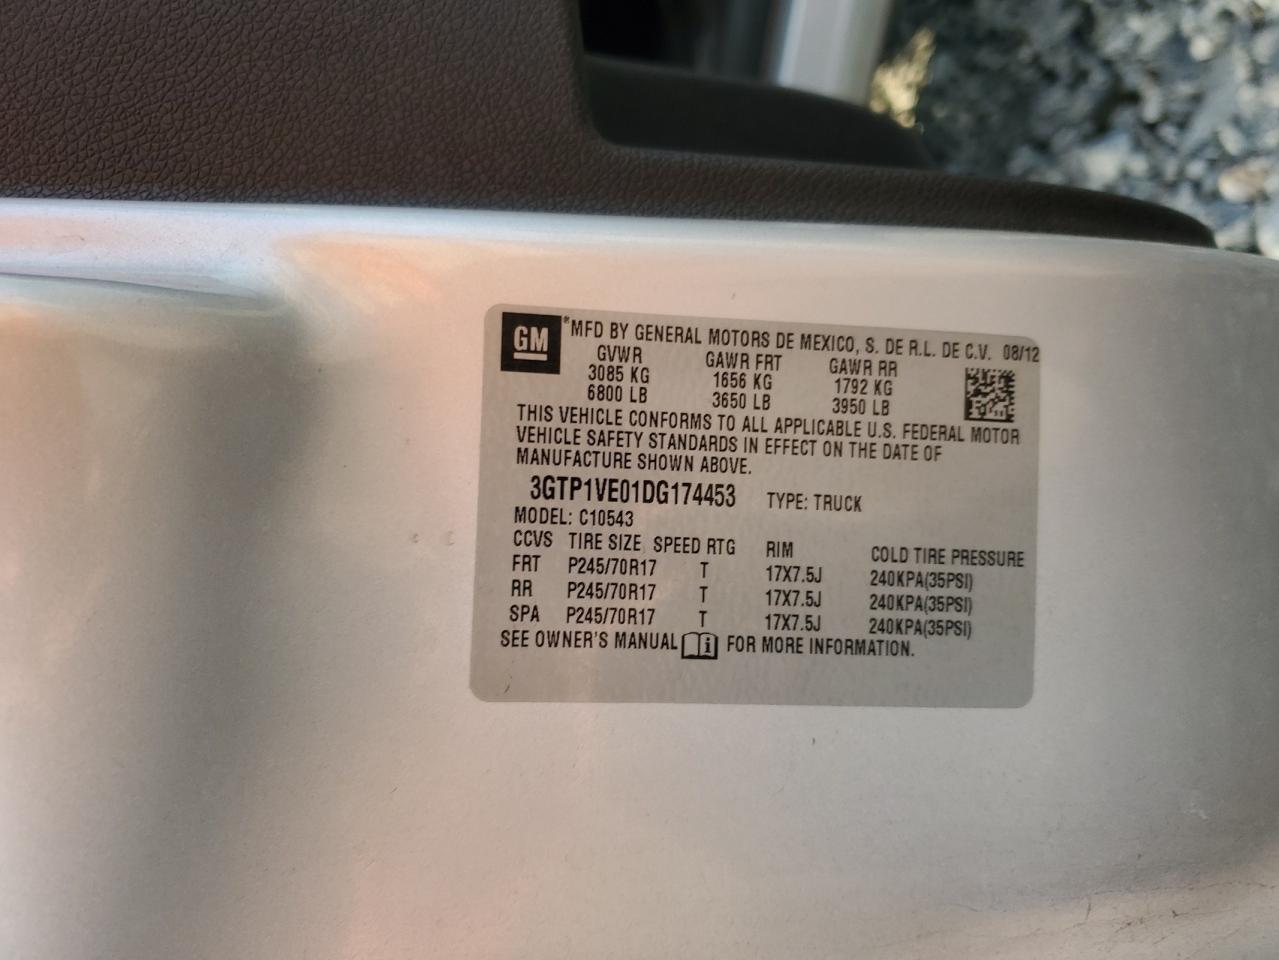 GM ® MFD BY GENERAL MOTORS DE MEXICO, S. DE R.L. DE C.V. 08/12
GVWR GAWR FRT GAWR RR
3085 KG 1656 KG 1792 KG
6800 LB 3650 LB 3950 LB
THIS VEHICLE CONFORMS TO ALL APPLICABLE U.S. FEDERAL MOTOR
VEHICLE SAFETY STANDARDS IN EFFECT ON THE DATE OF
MANUFACTURE SHOWN ABOVE.
3GTP1VE01DG174453 TYPE: TRUCK
MODEL: C10543
CCVS TIRE SIZE SPEED RTG RIM COLD TIRE PRESSURE
FRT P245/70R17 T 17X7.5J 240KPA(35PSI)
RR P245/70R17 T 17X7.5J 240KPA(35PSI)
SPA P245/70R17 T 17X7.5J 240KPA(35PSI)
SEE OWNER'S MANUAL i FOR MORE INFORMATION.